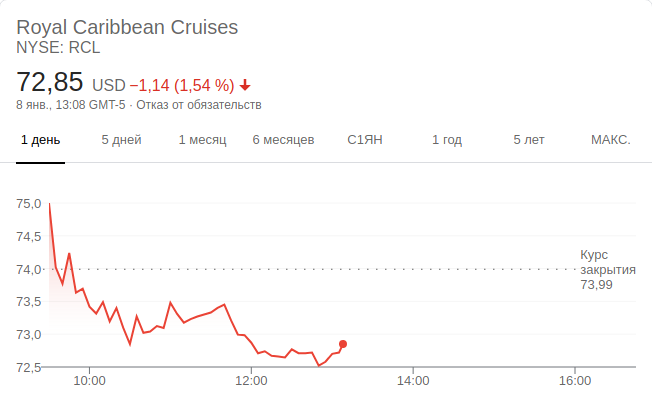 Royal Caribbean Cruises
NYSE: RCL
72,85 USD −1,14 (1,54 %)
8 янв., 13:08 GMT-5 · Отказ от обязательств
1 день 5 дней 1 месяц 6 месяцев С1ЯН 1 год 5 лет МАКС.
75,0
74,5
74,0
73,5
73,0
72,5
Курс
закрытия
73,99
10:00 12:00 14:00 16:00